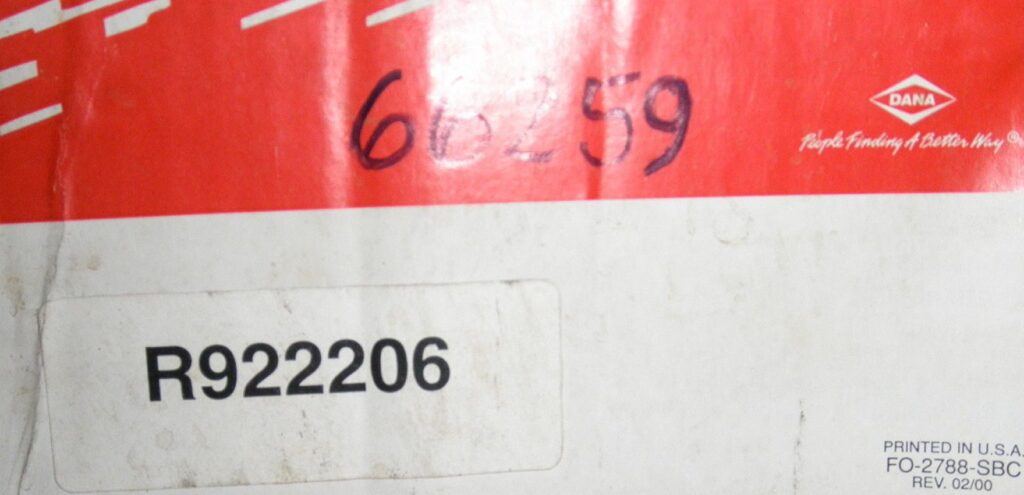 66259
DANA
People Finding A Better Way ®
R922206
PRINTED IN U.S.A.
FO-2788-SBC
REV. 02/00